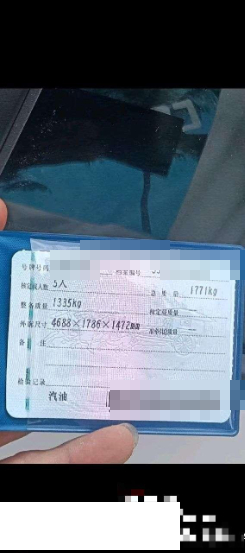 号牌号码 档案编号
核定载人数 5人 总质量 1771kg
整备质量 1335kg 核定载质量 —
外廓尺寸 4688×1786×1472mm 准牵引总质量 —
备注
检验记录
汽油